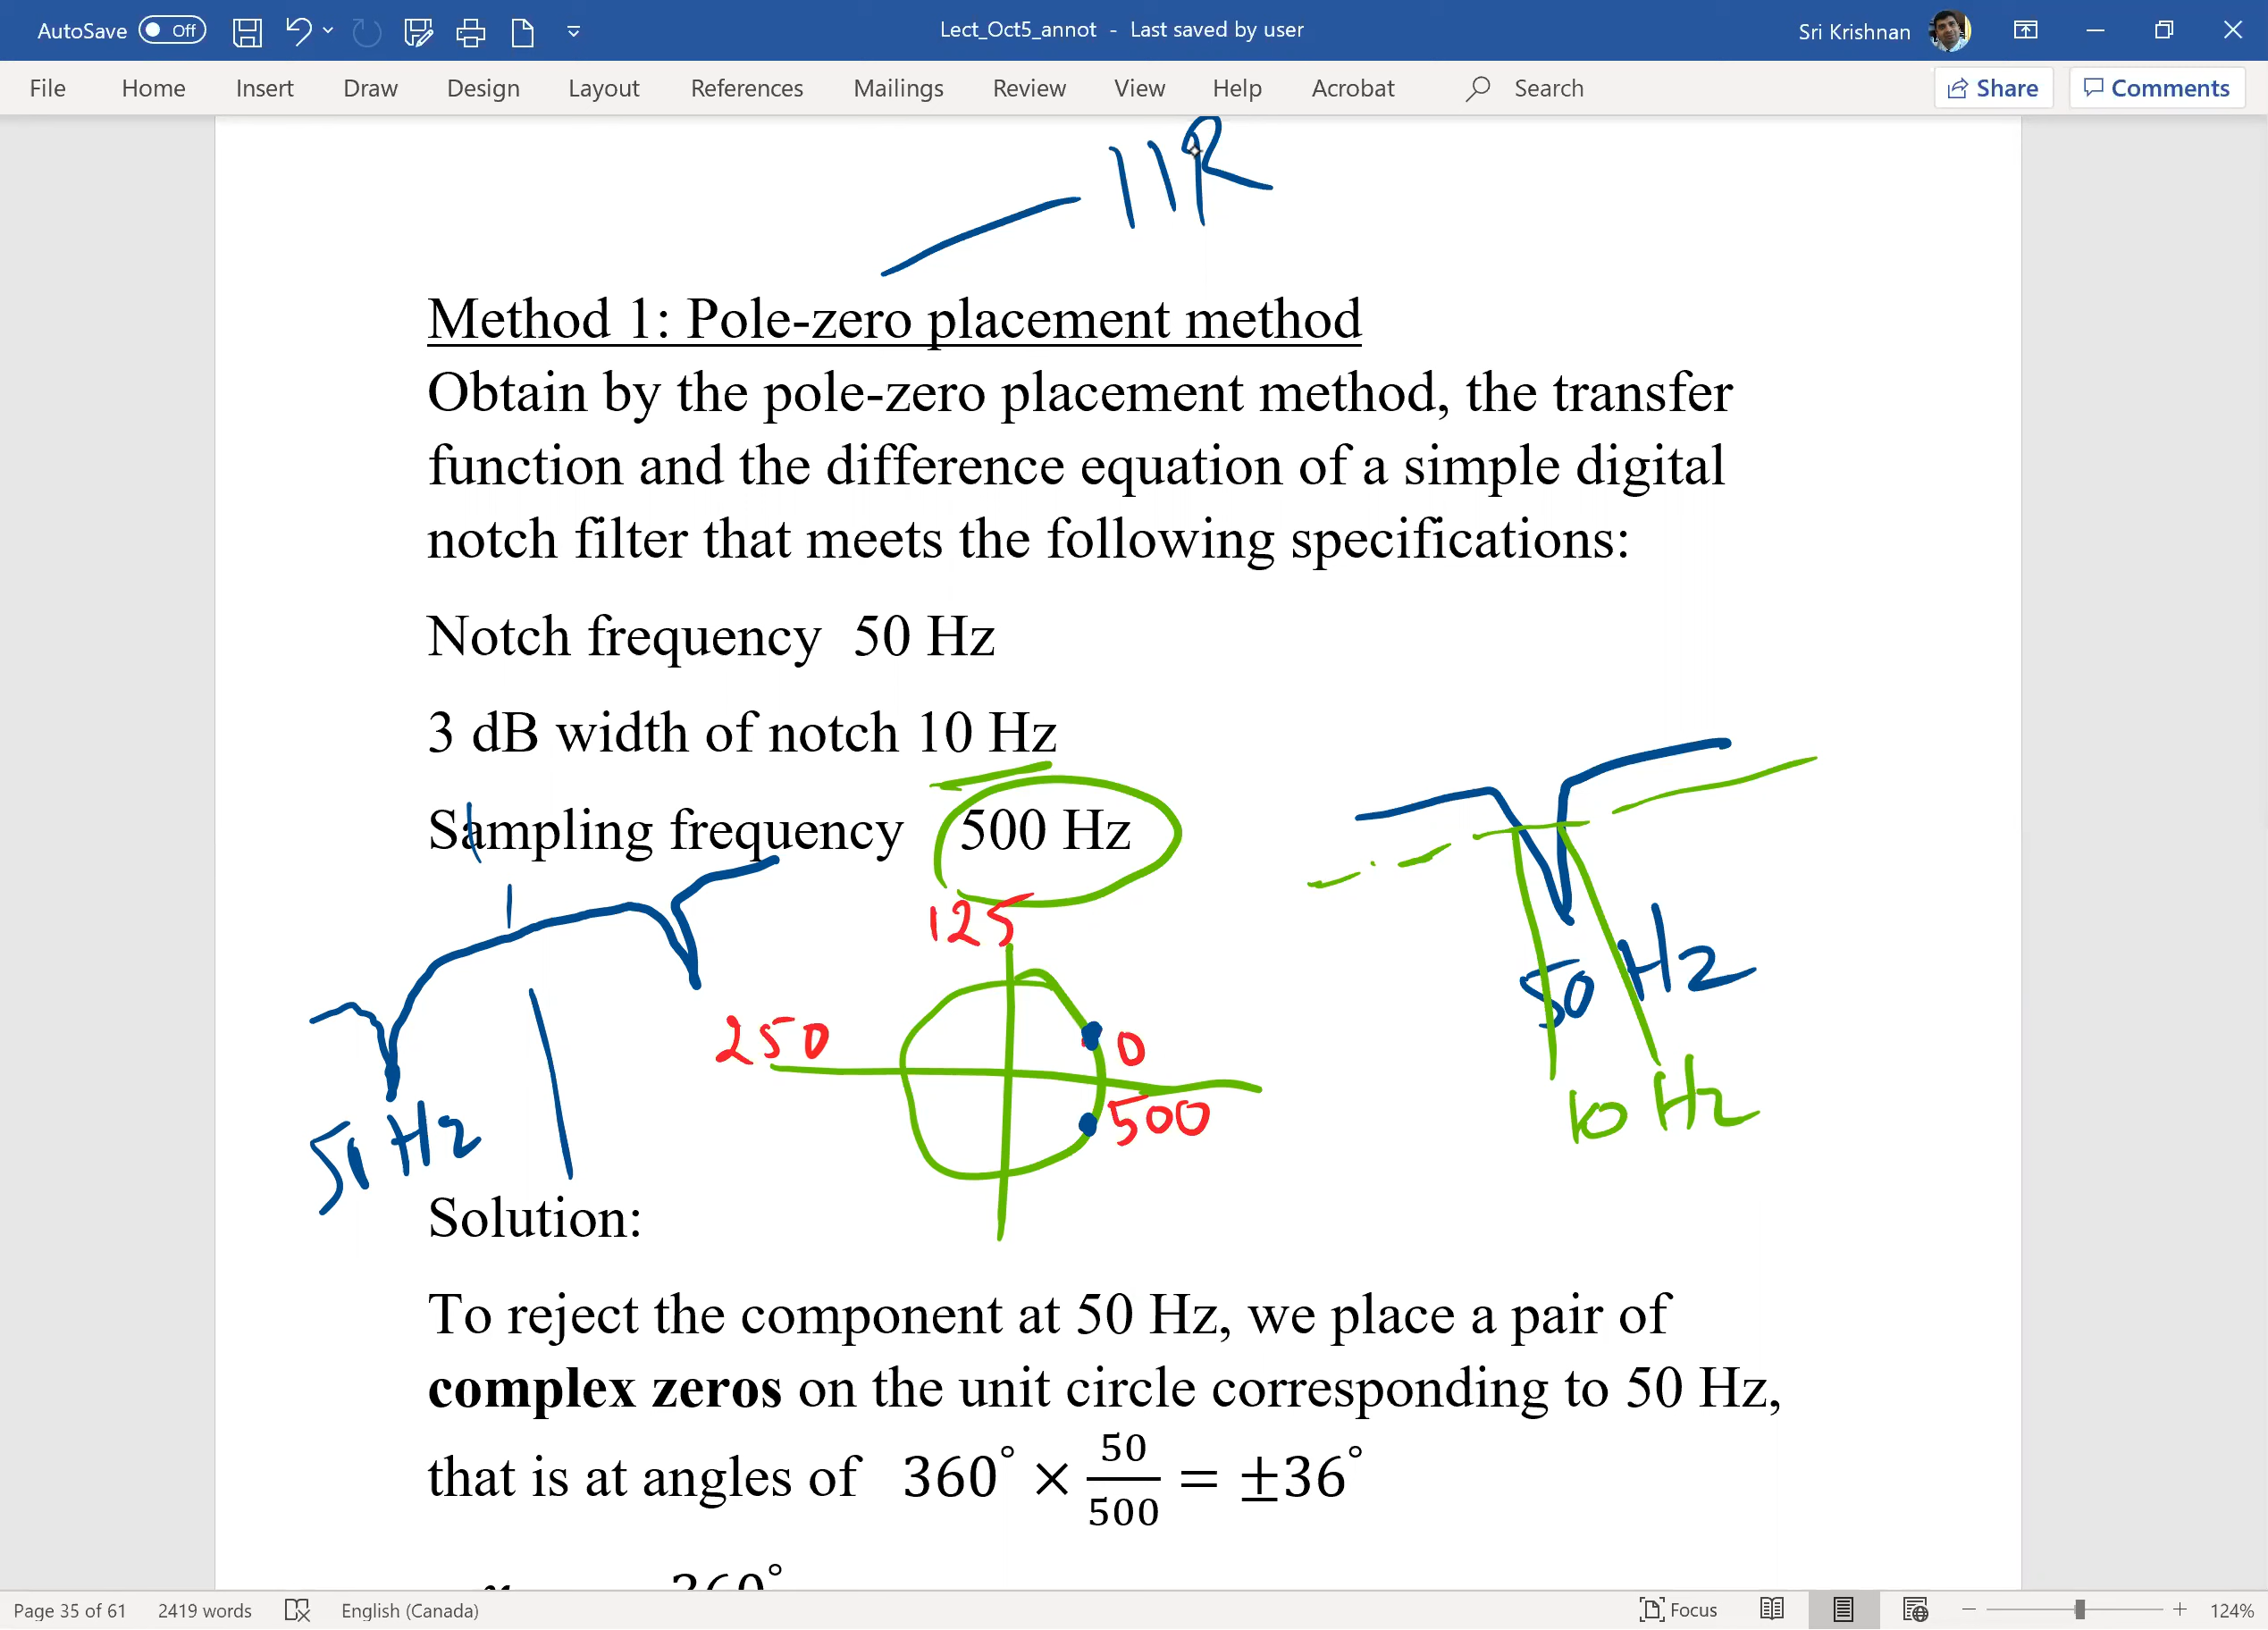 AutoSave Off Lect_Oct5_annot - Last saved by user Sri Krishnan
File Home Insert Draw Design Layout References Mailings Review View Help Acrobat Search Share Comments
IIR
Method 1: Pole-zero placement method
Obtain by the pole-zero placement method, the transfer
function and the difference equation of a simple digital
notch filter that meets the following specifications:
Notch frequency 50 Hz
3 dB width of notch 10 Hz
Sampling frequency 500 Hz
125
50 Hz
250
0
500
10 Hz
50 Hz
Solution:
To reject the component at 50 Hz, we place a pair of
complex zeros on the unit circle corresponding to 50 Hz,
that is at angles of 360° × 50/500 = ±36°
360°
Page 35 of 61 2419 words English (Canada) Focus 124%